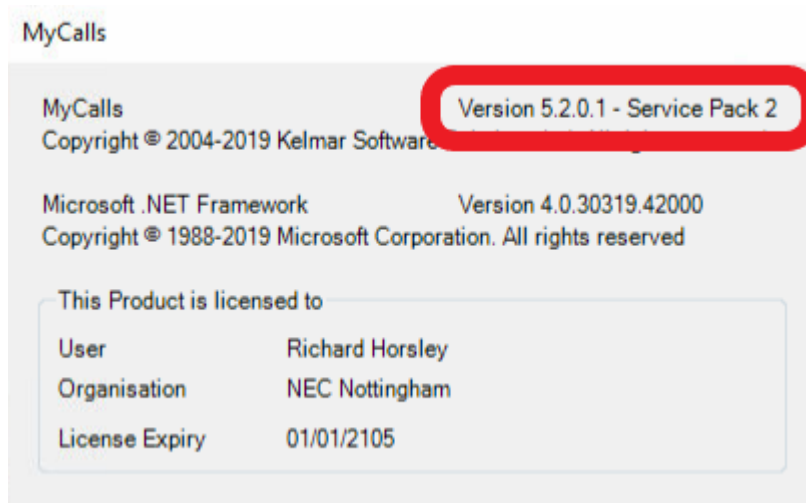 MyCalls
MyCalls Version 5.2.0.1 - Service Pack 2
Copyright © 2004-2019 Kelmar Software
Microsoft .NET Framework Version 4.0.30319.42000
Copyright © 1988-2019 Microsoft Corporation. All rights reserved
This Product is licensed to
User Richard Horsley
Organisation NEC Nottingham
License Expiry 01/01/2105